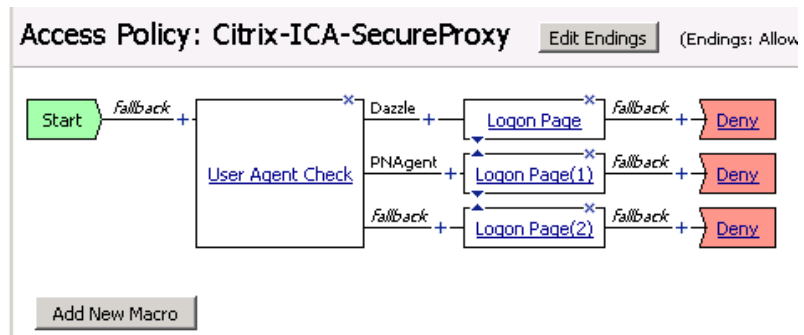 Access Policy: Citrix-ICA-SecureProxy Edit Endings (Endings: Allow
Start fallback + Dazzle + Logon Page fallback + Deny
User Agent Check PNAgent + Logon Page(1) fallback + Deny
fallback + Logon Page(2) fallback + Deny
Add New Macro